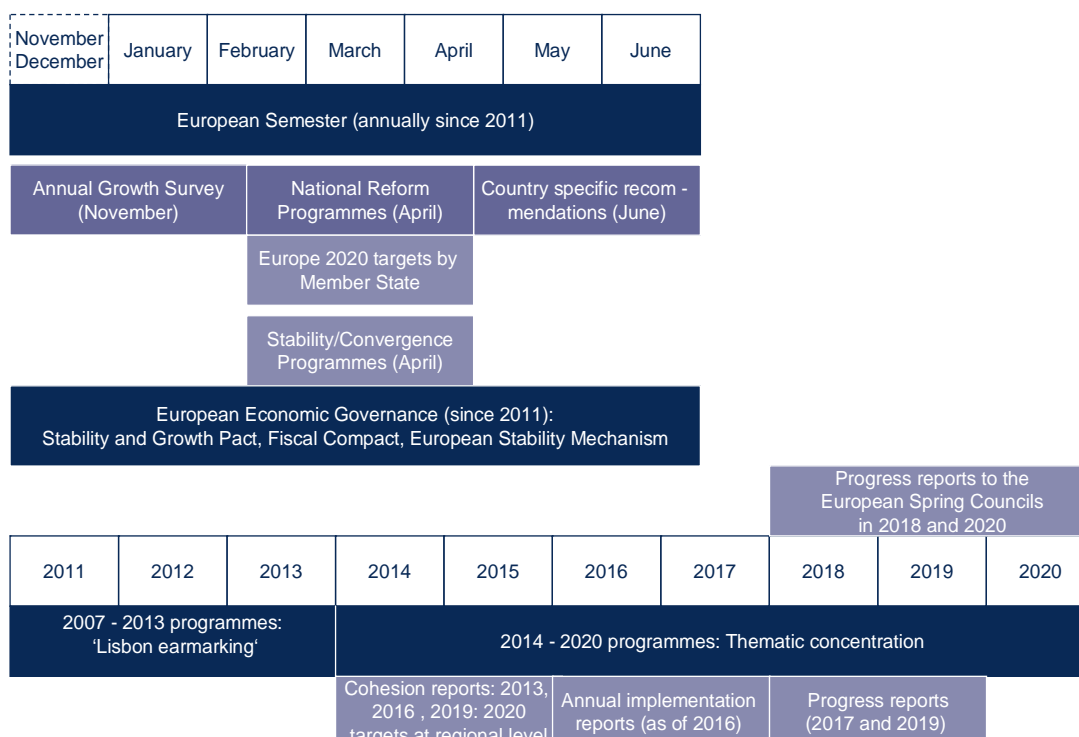 November
December
January
February
March
April
May
June
European Semester (annually since 2011)
Annual Growth Survey
(November)
National Reform
Programmes (April)
Country specific recom -
mendations (June)
Europe 2020 targets by
Member State
Stability/Convergence
Programmes (April)
European Economic Governance (since 2011):
Stability and Growth Pact, Fiscal Compact, European Stability Mechanism
Progress reports to the
European Spring Councils
in 2018 and 2020
2011
2012
2013
2014
2015
2016
2017
2018
2019
2020
2007 - 2013 programmes:
‘Lisbon earmarking‘
2014 - 2020 programmes: Thematic concentration
Cohesion reports: 2013,
2016 , 2019: 2020
targets at regional level
Annual implementation
reports (as of 2016)
Progress reports
(2017 and 2019)